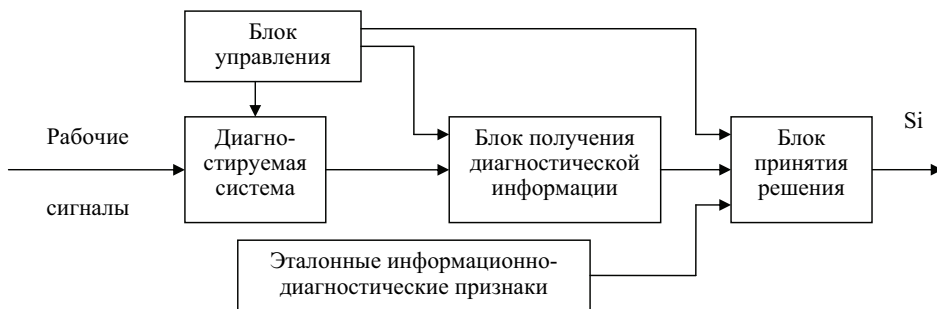 Блок
управления
Рабочие
сигналы
Диагно-
стируемая
система
Блок получения
диагностической
информации
Блок
принятия
решения
Si
Эталонные информационно-
диагностические признаки